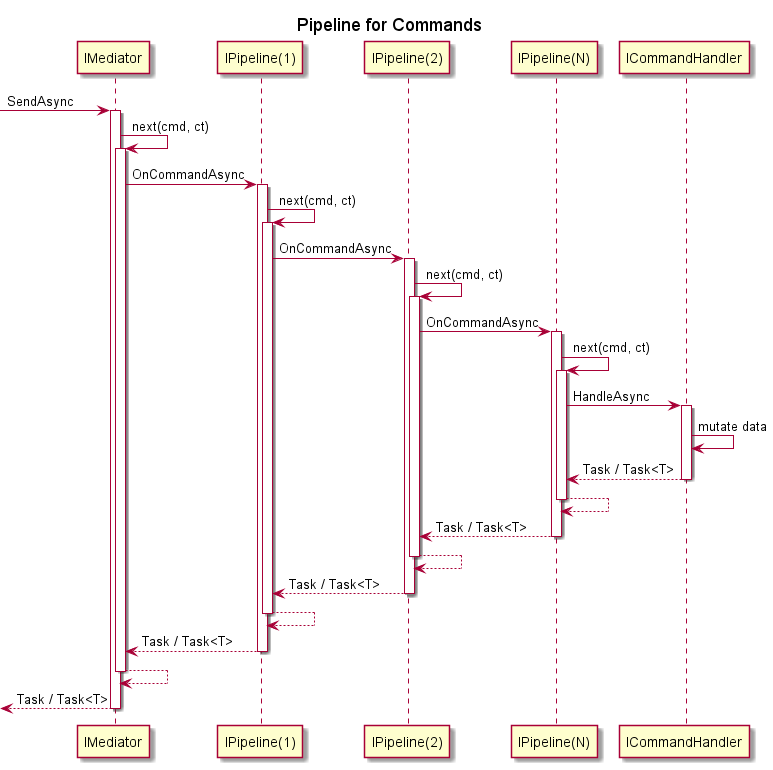 Pipeline for Commands
IMediator
IPipeline(1)
IPipeline(2)
IPipeline(N)
ICommandHandler
SendAsync
next(cmd, ct)
OnCommandAsync
next(cmd, ct)
OnCommandAsync
next(cmd, ct)
OnCommandAsync
next(cmd, ct)
HandleAsync
mutate data
Task / Task<T>
Task / Task<T>
Task / Task<T>
Task / Task<T>
Task / Task<T>
IMediator
IPipeline(1)
IPipeline(2)
IPipeline(N)
ICommandHandler